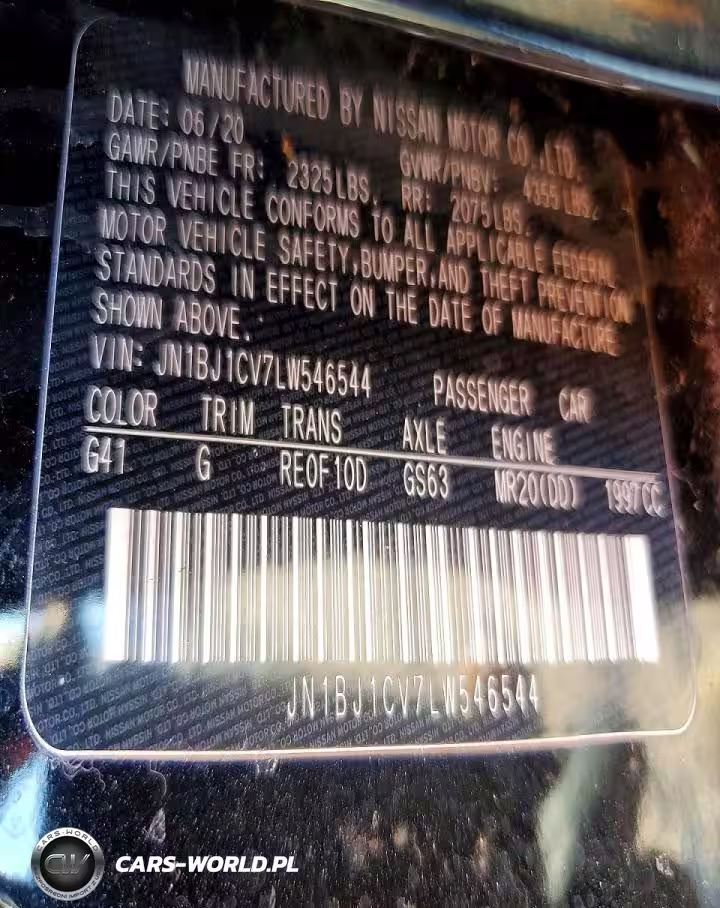 MANUFACTURED BY NISSAN MOTOR CO.,LTD.
DATE: 06/20 GVWR/PNBV: 4355LBS.
GAWR/PNBE FR: 2325LBS. RR: 2075LBS.
THIS VEHICLE CONFORMS TO ALL APPLICABLE FEDERAL
MOTOR VEHICLE SAFETY,BUMPER,AND THEFT PREVENTION
STANDARDS IN EFFECT ON THE DATE OF MANUFACTURE
SHOWN ABOVE.
VIN: JN1BJ1CV7LW546544 PASSENGER CAR
COLOR TRIM TRANS AXLE ENGINE
G41 G RE0F10D GS63 MR20(DD) 1997CC
JN1BJ1CV7LW546544
CARS-WORLD
CW
CARS-WORLD.PL